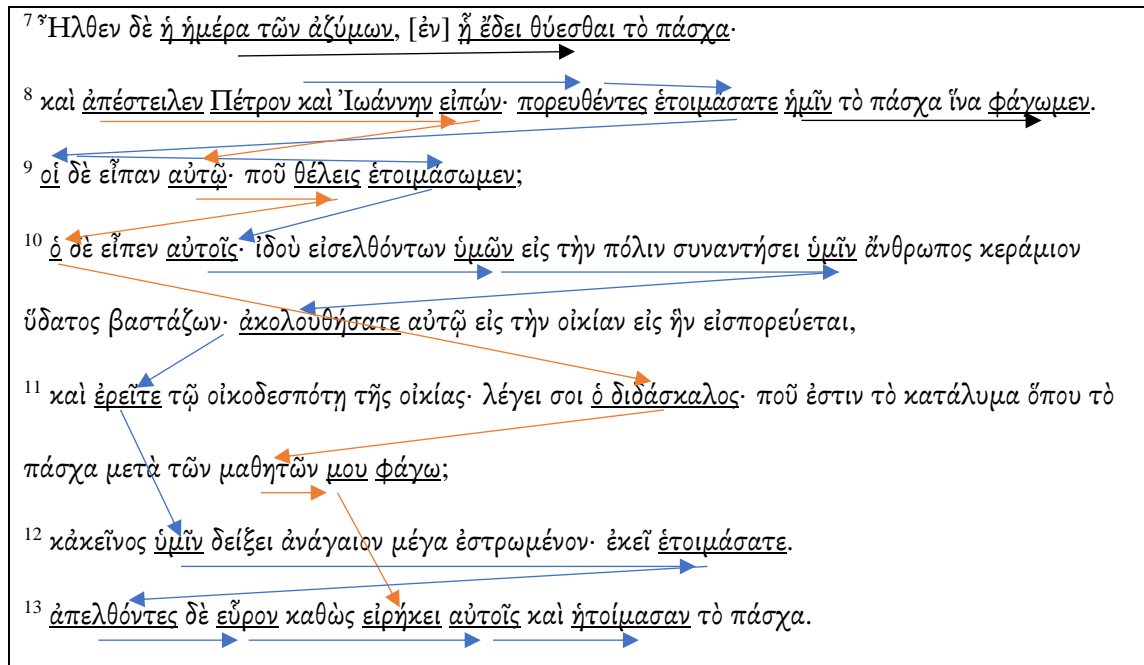 7 Ἦλθεν δὲ ἡ ἡμέρα τῶν ἀζύμων, [ἐν] ᾗ ἔδει θύεσθαι τὸ πάσχα·
8 καὶ ἀπέστειλεν Πέτρον καὶ Ἰωάννην εἰπών· πορευθέντες ἑτοιμάσατε ἡμῖν τὸ πάσχα ἵνα φάγωμεν.
9 οἱ δὲ εἶπαν αὐτῷ· ποῦ θέλεις ἑτοιμάσωμεν;
10 ὁ δὲ εἶπεν αὐτοῖς· ἰδοὺ εἰσελθόντων ὑμῶν εἰς τὴν πόλιν συναντήσει ὑμῖν ἄνθρωπος κεράμιον
ὕδατος βαστάζων· ἀκολουθήσατε αὐτῷ εἰς τὴν οἰκίαν εἰς ἣν εἰσπορεύεται,
11 καὶ ἐρεῖτε τῷ οἰκοδεσπότῃ τῆς οἰκίας· λέγει σοι ὁ διδάσκαλος· ποῦ ἐστιν τὸ κατάλυμα ὅπου τὸ
πάσχα μετὰ τῶν μαθητῶν μου φάγω;
12 κἀκεῖνος ὑμῖν δείξει ἀνάγαιον μέγα ἐστρωμένον· ἐκεῖ ἑτοιμάσατε.
13 ἀπελθόντες δὲ εὗρον καθὼς εἰρήκει αὐτοῖς καὶ ἡτοίμασαν τὸ πάσχα.